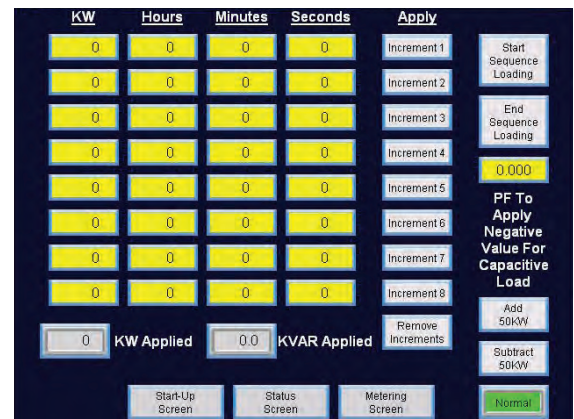 KW Hours Minutes Seconds Apply
0 0 0 0 Increment 1
0 0 0 0 Increment 2
0 0 0 0 Increment 3
0 0 0 0 Increment 4
0 0 0 0 Increment 5
0 0 0 0 Increment 6
0 0 0 0 Increment 7
0 0 0 0 Increment 8
Start
Sequence
Loading
End
Sequence
Loading
0.000
PF To
Apply
Negative
Value For
Capacitive
Load
Add
50KW
Subtract
50KW
Normal
0 KW Applied 0.0 KVAR Applied
Remove
Increments
Start-Up
Screen
Status
Screen
Metering
Screen